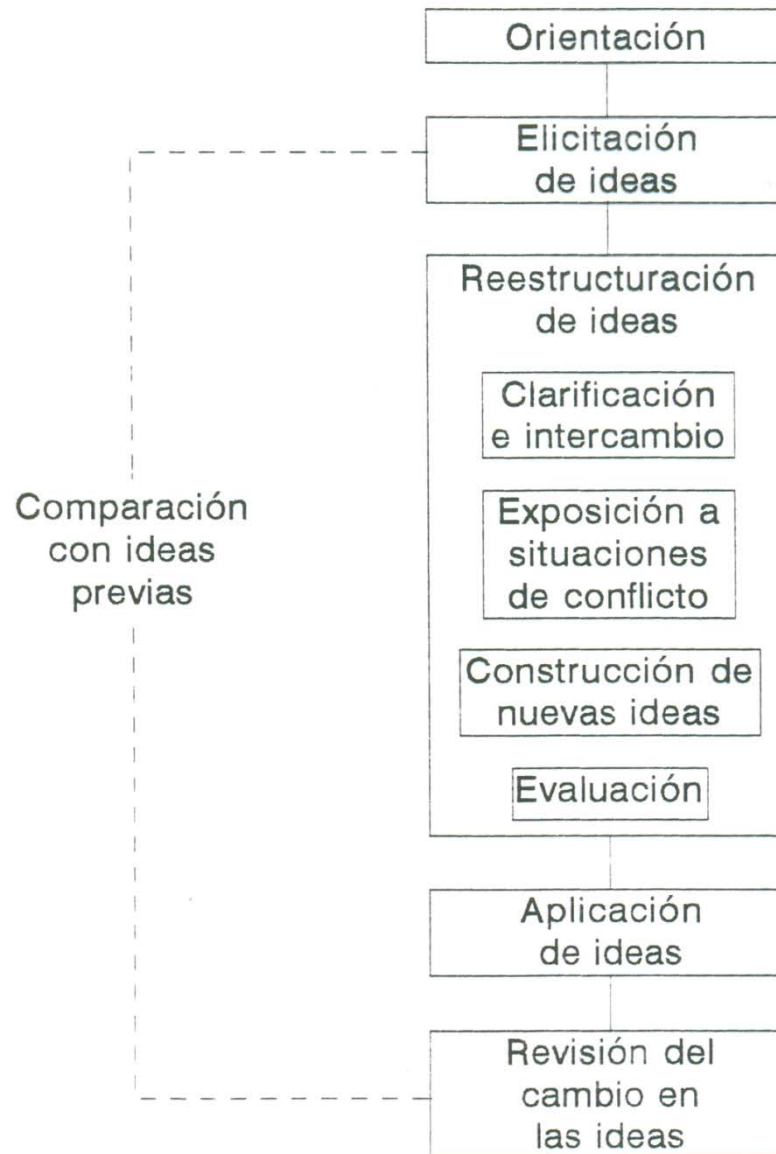 Orientación
Elicitación
de ideas
Reestructuración
de ideas
Clarificación
e intercambio
Exposición a
situaciones
de conflicto
Construcción de
nuevas ideas
Evaluación
Aplicación
de ideas
Revisión del
cambio en
las ideas
Comparación
con ideas
previas